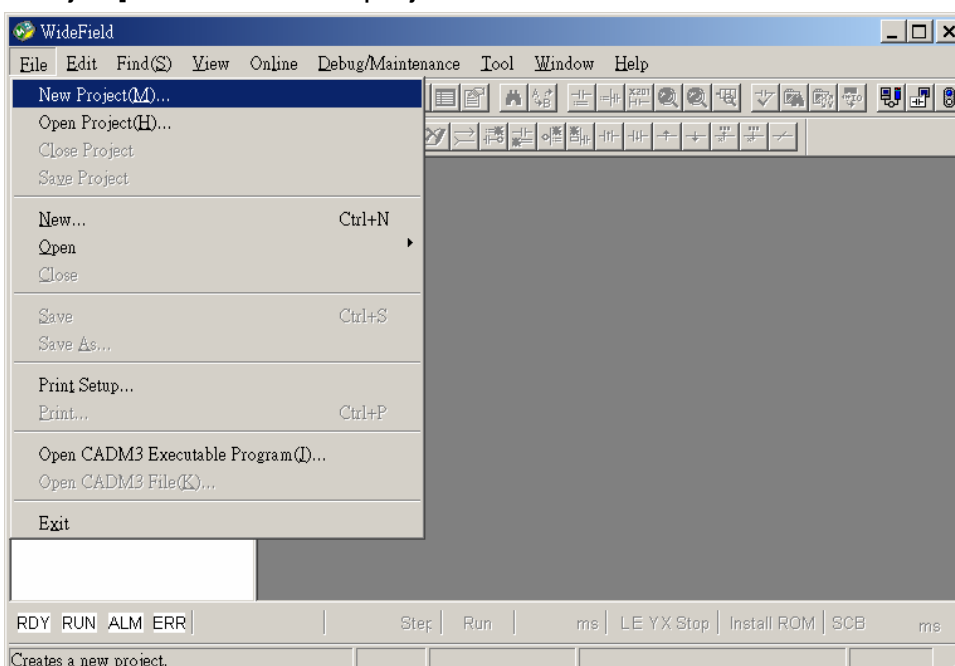 WideField
File Edit Find(S) View Online Debug/Maintenance Tool Window Help
New Project(M)...
Open Project(H)...
Close Project
Save Project
New... Ctrl+N
Open
Close
Save Ctrl+S
Save As...
Print Setup...
Print... Ctrl+P
Open CADM3 Executable Program(J)...
Open CADM3 File(K)...
Exit
RDY RUN ALM ERR Step Run ms LE YX Stop Install ROM SCB ms
Creates a new project.